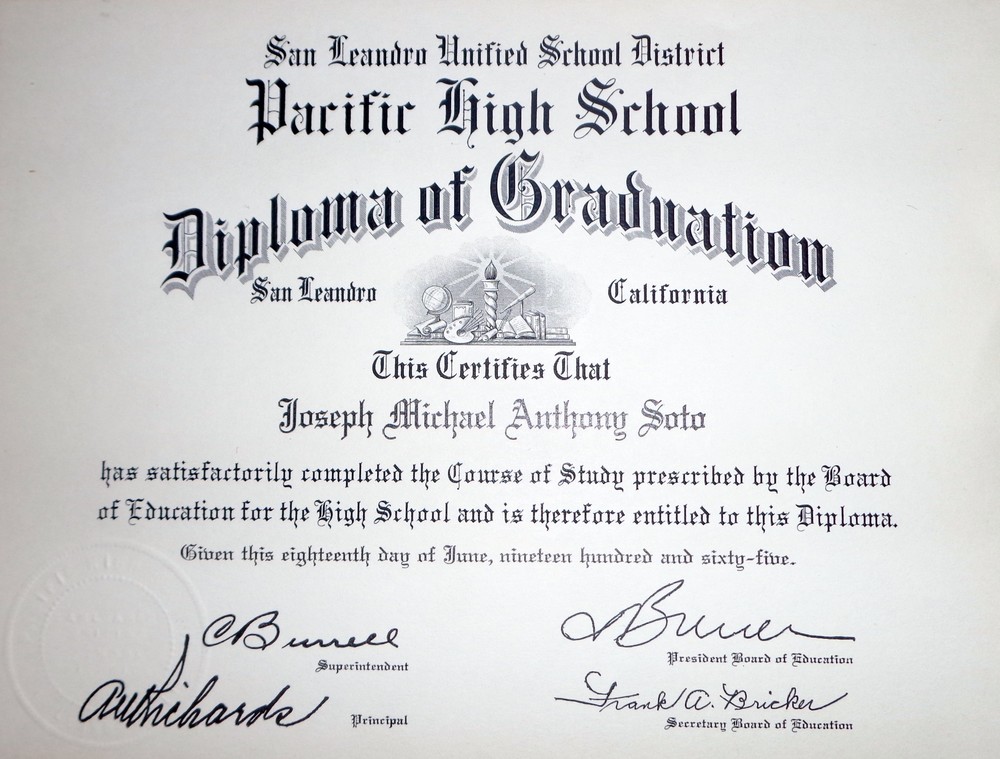 San Leandro Unified School District
Pacific High School
Diploma of Graduation
San Leandro California
This Certifies That
Joseph Michael Anthony Soto
has satisfactorily completed the Course of Study prescribed by the Board
of Education for the High School and is therefore entitled to this Diploma.
Given this eighteenth day of June, nineteen hundred and sixty-five.
C Burrell
Superintendent
President Board of Education
Richards
Principal
Frank A. Bricker
Secretary Board of Education